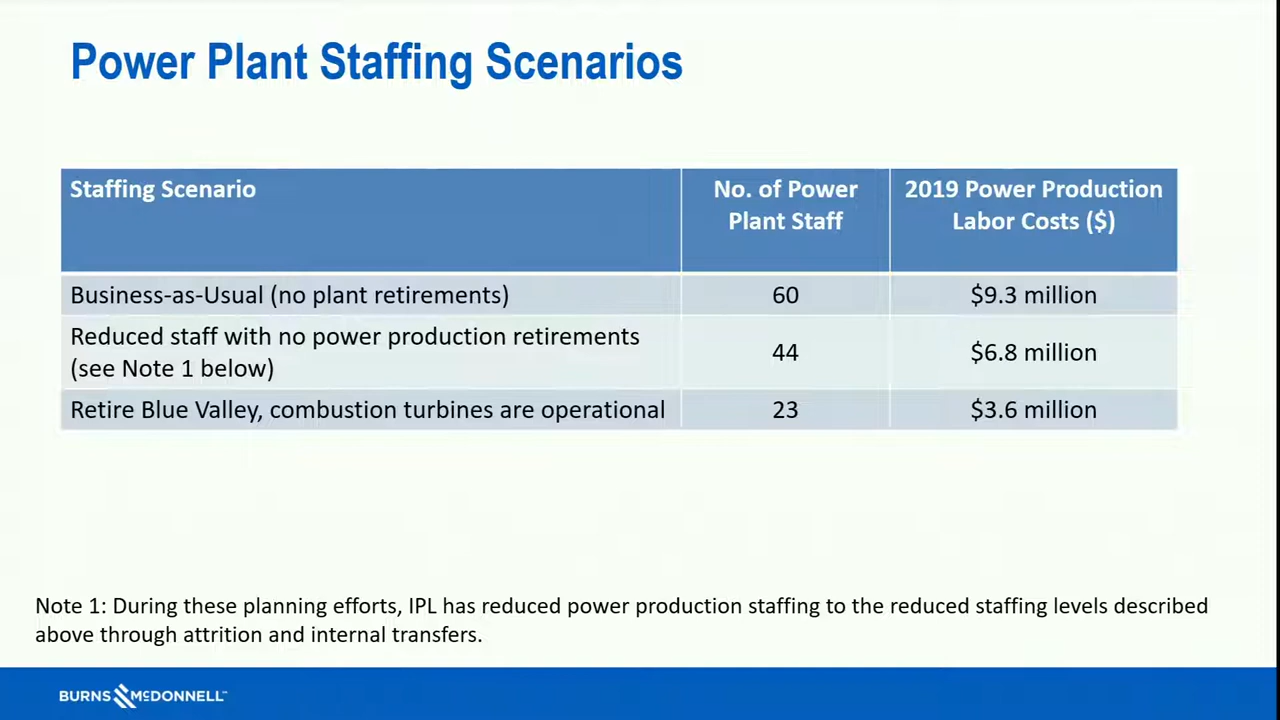 Power Plant Staffing Scenarios
Staffing Scenario
No. of Power
Plant Staff
2019 Power Production
Labor Costs ($)
Business-as-Usual (no plant retirements)
60
$9.3 million
Reduced staff with no power production retirements
(see Note 1 below)
44
$6.8 million
Retire Blue Valley, combustion turbines are operational
23
$3.6 million
Note 1: During these planning efforts, IPL has reduced power production staffing to the reduced staffing levels described
above through attrition and internal transfers.
BURNS McDONNELL